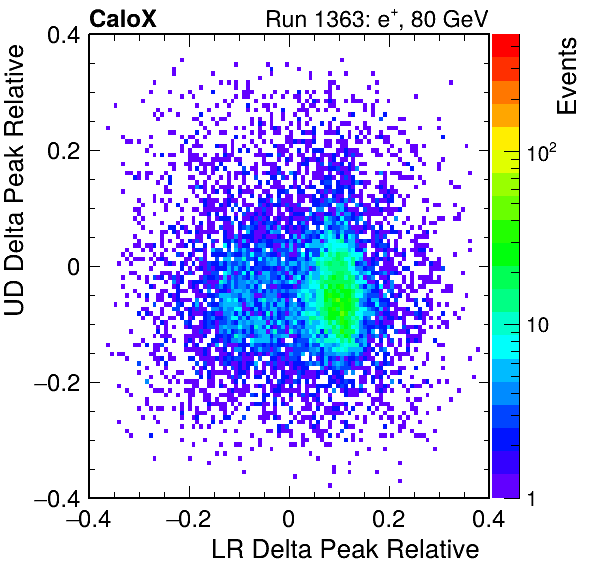 CaloX Run 1363: e⁺, 80 GeV
UD Delta Peak Relative
0.4
0.2
0
−0.2
−0.4
−0.4 −0.2 0 0.2 0.4
LR Delta Peak Relative
Events
10²
10
1